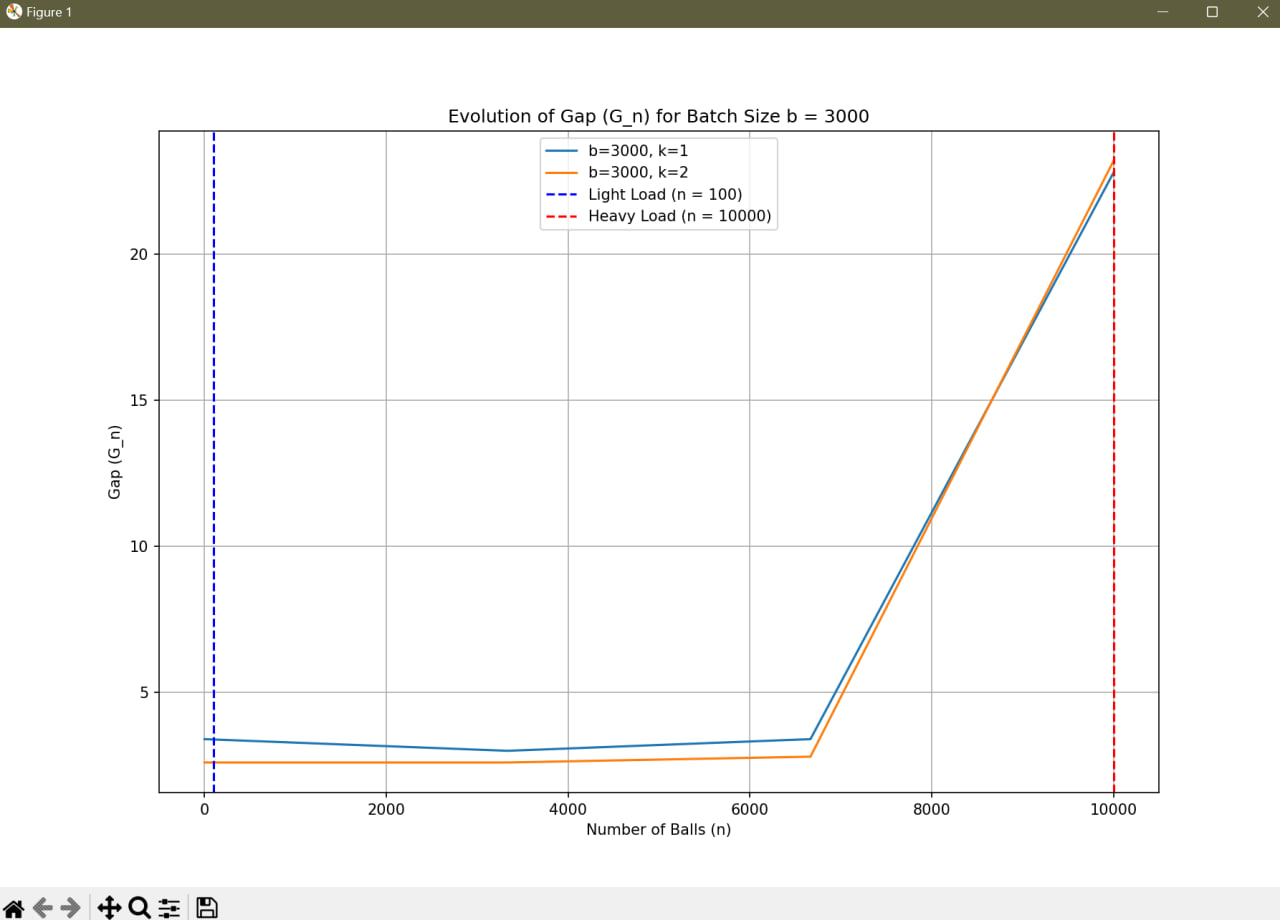 Figure 1
Evolution of Gap (G_n) for Batch Size b = 3000
b=3000, k=1
b=3000, k=2
Light Load (n = 100)
Heavy Load (n = 10000)
20
15
10
5
Gap (G_n)
0 2000 4000 6000 8000 10000
Number of Balls (n)